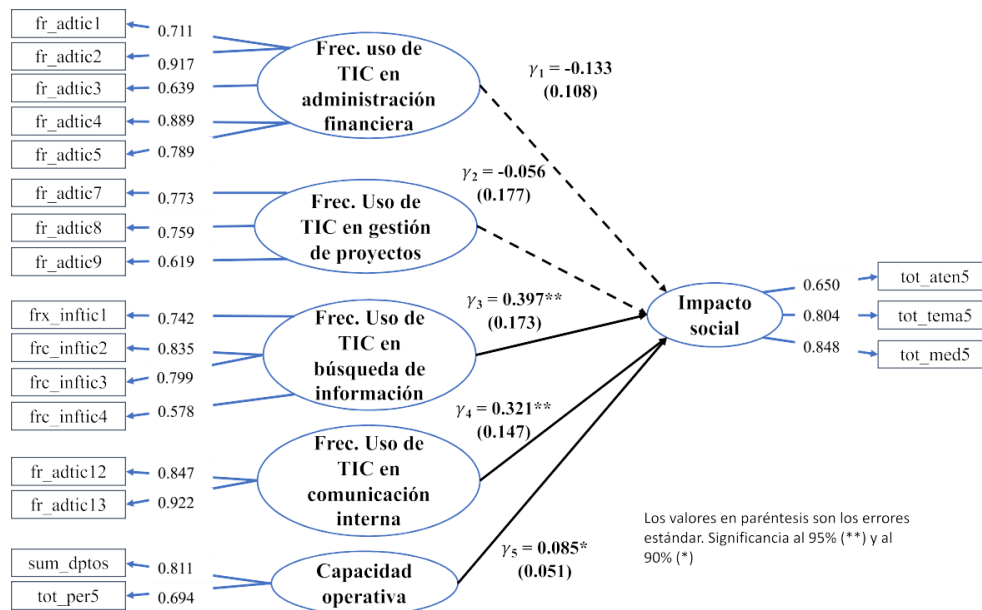 fr_adtic1
0.711
fr_adtic2
0.917
fr_adtic3
0.639
fr_adtic4
0.889
fr_adtic5
0.789
Frec. uso de
TIC en
administración
financiera
γ1 = -0.133
(0.108)
fr_adtic7
0.773
fr_adtic8
0.759
fr_adtic9
0.619
Frec. Uso de
TIC en gestión
de proyectos
γ2 = -0.056
(0.177)
frx_inftic1
0.742
frc_inftic2
0.835
frc_inftic3
0.799
frc_inftic4
0.578
Frec. Uso de
TIC en
búsqueda de
información
γ3 = 0.397**
(0.173)
fr_adtic12
0.847
fr_adtic13
0.922
Frec. Uso de
TIC en
comunicación
interna
γ4 = 0.321**
(0.147)
sum_dptos
0.811
tot_per5
0.694
Capacidad
operativa
γ5 = 0.085*
(0.051)
Impacto
social
0.650
tot_aten5
0.804
tot_tema5
0.848
tot_med5
Los valores en paréntesis son los errores
estándar. Significancia al 95% (**) y al
90% (*)